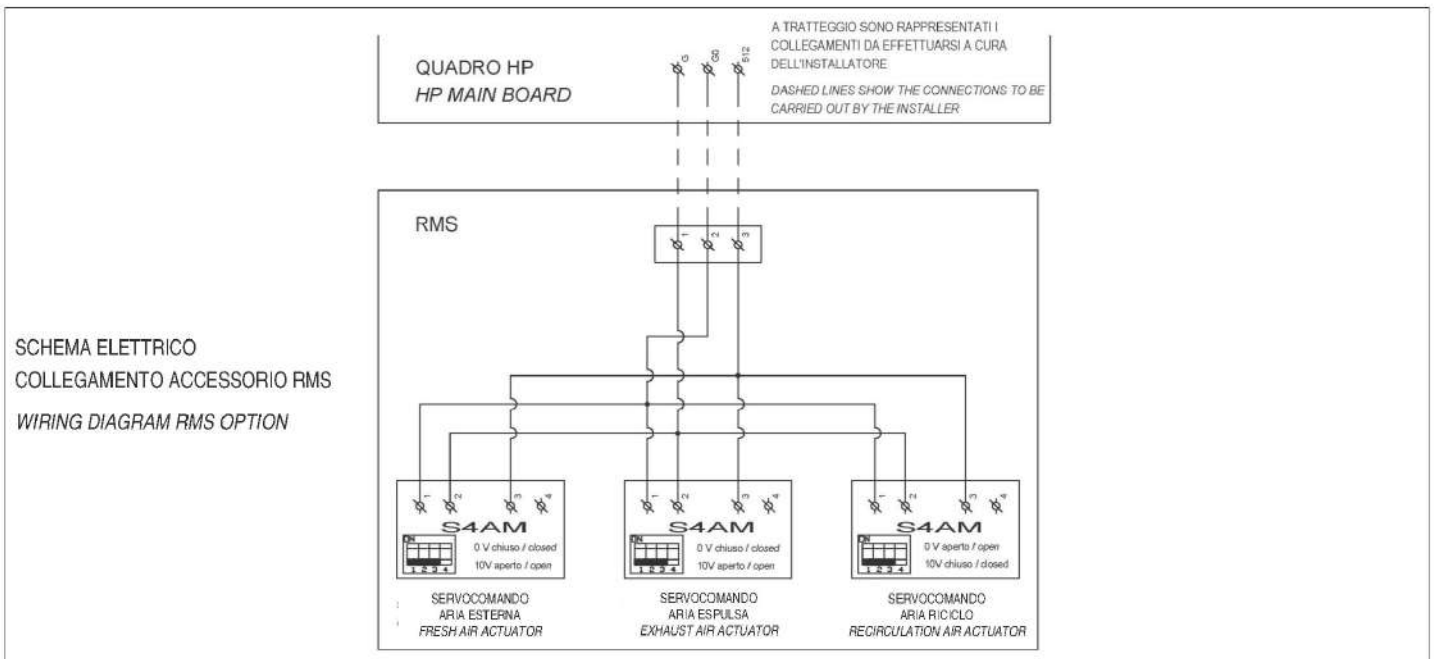 QUADRO HP
HP MAIN BOARD
G
G0
512
A TRATTEGGIO SONO RAPPRESENTATI I
COLLEGAMENTI DA EFFETTUARSI A CURA
DELL'INSTALLATORE
DASHED LINES SHOW THE CONNECTIONS TO BE
CARRIED OUT BY THE INSTALLER
RMS
1
2
3
SCHEMA ELETTRICO
COLLEGAMENTO ACCESSORIO RMS
WIRING DIAGRAM RMS OPTION
1 2 3 4
S4AM
ON
0 V chiuso / closed
10V aperto / open
1 2 3 4
SERVOCOMANDO
ARIA ESTERNA
FRESH AIR ACTUATOR
1 2 3 4
S4AM
ON
0 V chiuso / closed
10V aperto / open
1 2 3 4
SERVOCOMANDO
ARIA ESPULSA
EXHAUST AIR ACTUATOR
1 2 3 4
S4AM
ON
0 V aperto / open
10V chiuso / closed
1 2 3 4
SERVOCOMANDO
ARIA RICICLO
RECIRCULATION AIR ACTUATOR